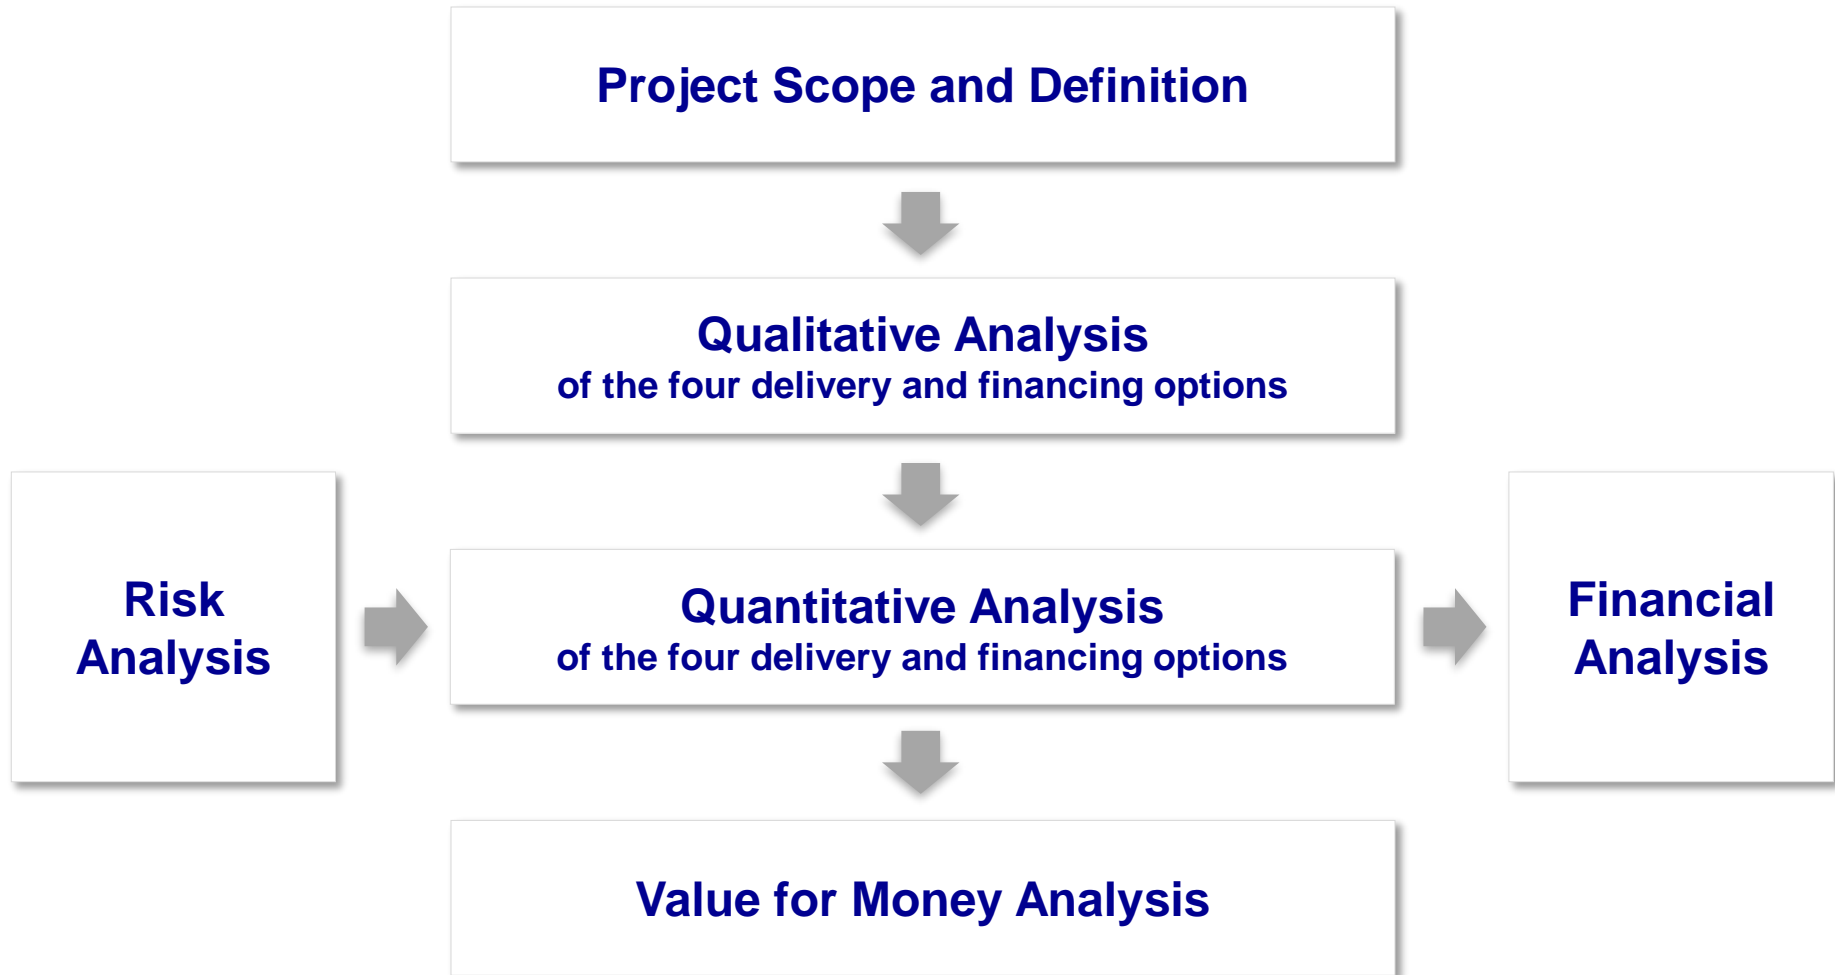 Project Scope and Definition
Qualitative Analysis
of the four delivery and financing options
Risk
Analysis
Quantitative Analysis
of the four delivery and financing options
Financial
Analysis
Value for Money Analysis